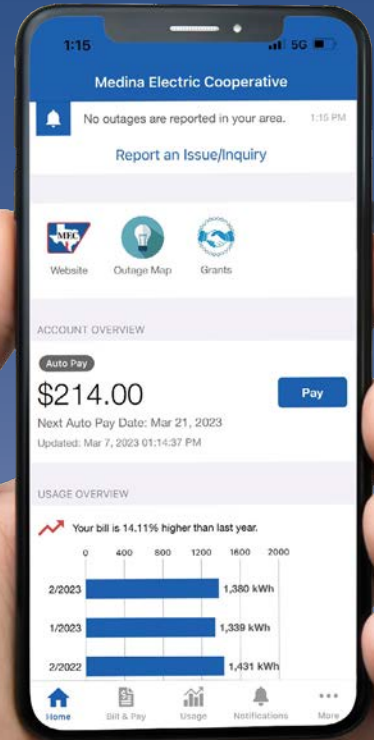 1:15
5G
Medina Electric Cooperative
No outages are reported in your area.
1:15 PM
Report an Issue/Inquiry
MEC
Website
Outage Map
Grants
ACCOUNT OVERVIEW
Auto Pay
$214.00
Pay
Next Auto Pay Date: Mar 21, 2023
Updated: Mar 7, 2023 01:14:37 PM
USAGE OVERVIEW
Your bill is 14.11% higher than last year.
0 400 800 1200 1600 2000
2/2023 1,380 kWh
1/2023 1,339 kWh
2/2022 1,431 kWh
Home Bill & Pay Usage Notifications More